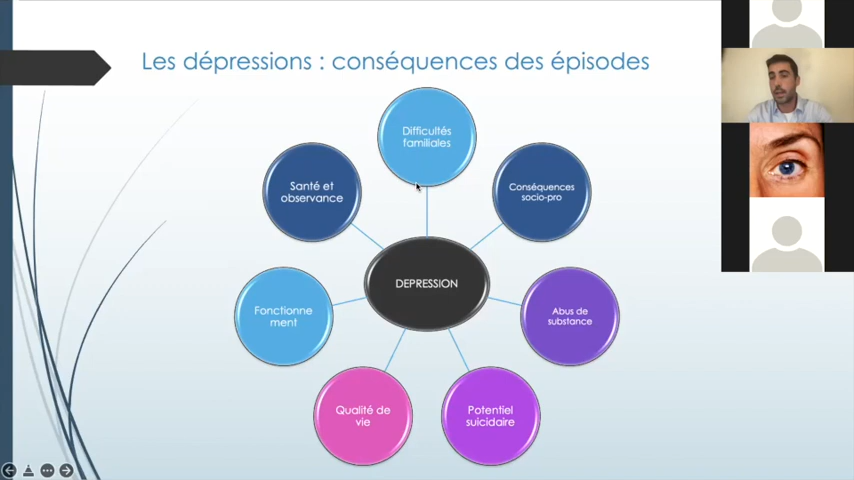 Les dépressions : conséquences des épisodes
Difficultés
familiales
Santé et
observance
Conséquences
socio-pro
DEPRESSION
Fonctionne
ment
Abus de
substance
Qualité de
vie
Potentiel
suicidaire